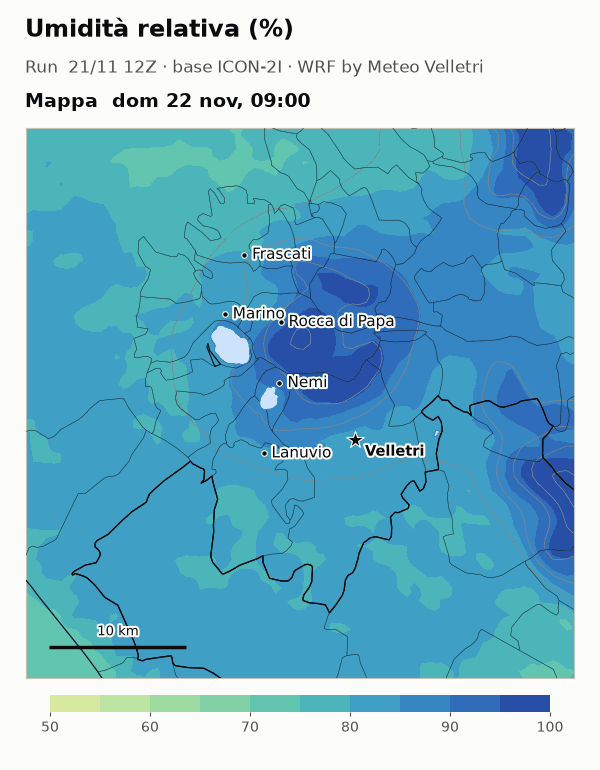 Umidità relativa (%)
Run 21/11 12Z · base ICON-2I · WRF by Meteo Velletri
Mappa dom 22 nov, 09:00
Frascati
Marino
Rocca di Papa
Nemi
Velletri
Lanuvio
10 km
50 60 70 80 90 100